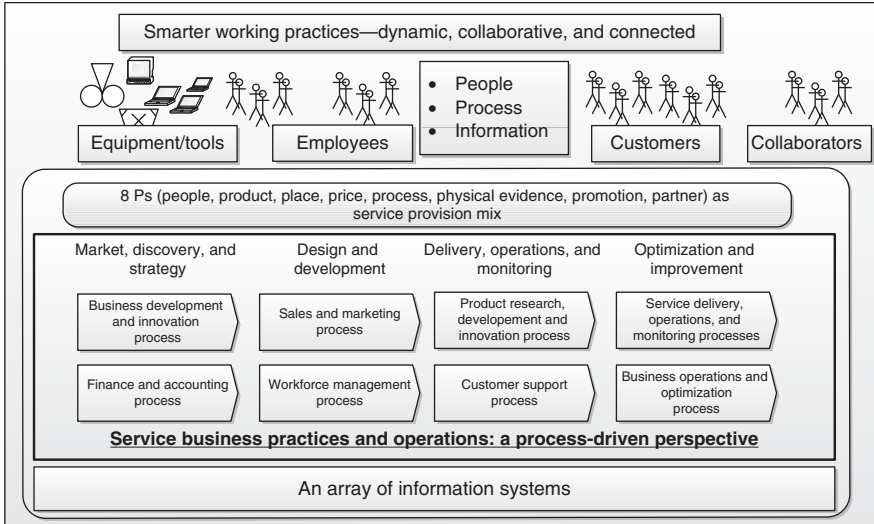 Smarter working practices—dynamic, collaborative, and connected
• People
• Process
• Information
Equipment/tools
Employees
Customers
Collaborators
8 Ps (people, product, place, price, process, physical evidence, promotion, partner) as
service provision mix
Market, discovery, and
strategy
Design and
development
Delivery, operations, and
monitoring
Optimization and
improvement
Business development
and innovation
process
Sales and marketing
process
Product research,
developement and
innovation process
Service delivery,
operations, and
monitoring processes
Finance and accounting
process
Workforce management
process
Customer support
process
Business operations and
optimization
process
Service business practices and operations: a process-driven perspective
An array of information systems